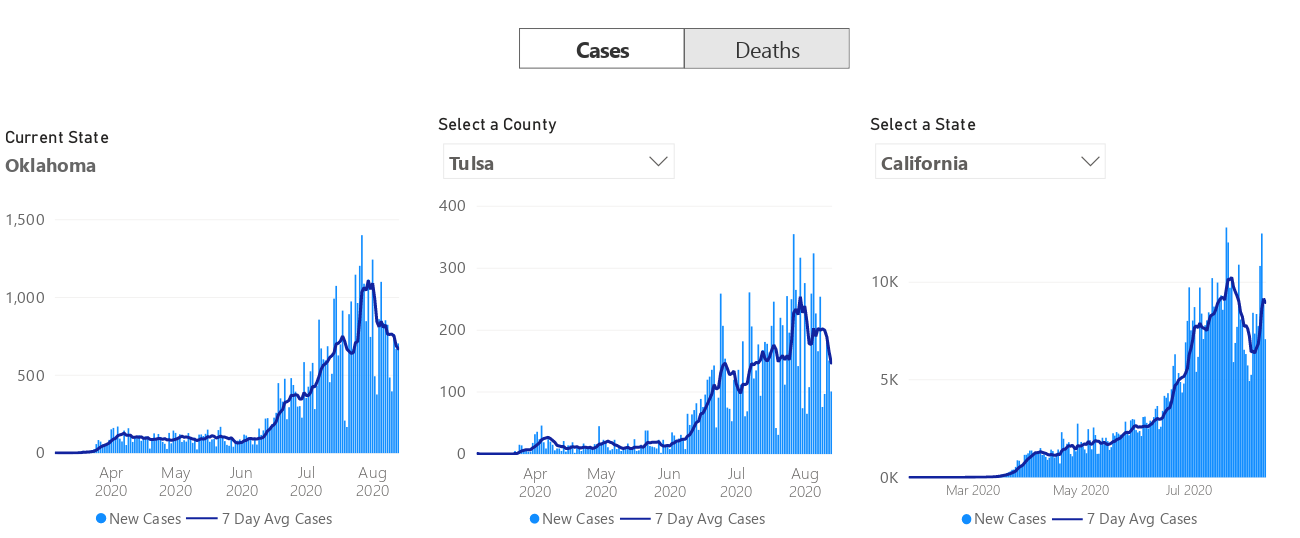 Cases Deaths
Current State
Oklahoma
1,500
1,000
500
0
Apr 2020
May 2020
Jun 2020
Jul 2020
Aug 2020
New Cases 7 Day Avg Cases
Select a County
Tulsa
400
300
200
100
0
Apr 2020
May 2020
Jun 2020
Jul 2020
Aug 2020
New Cases 7 Day Avg Cases
Select a State
California
10K
5K
0K
Mar 2020 May 2020 Jul 2020
New Cases 7 Day Avg Cases